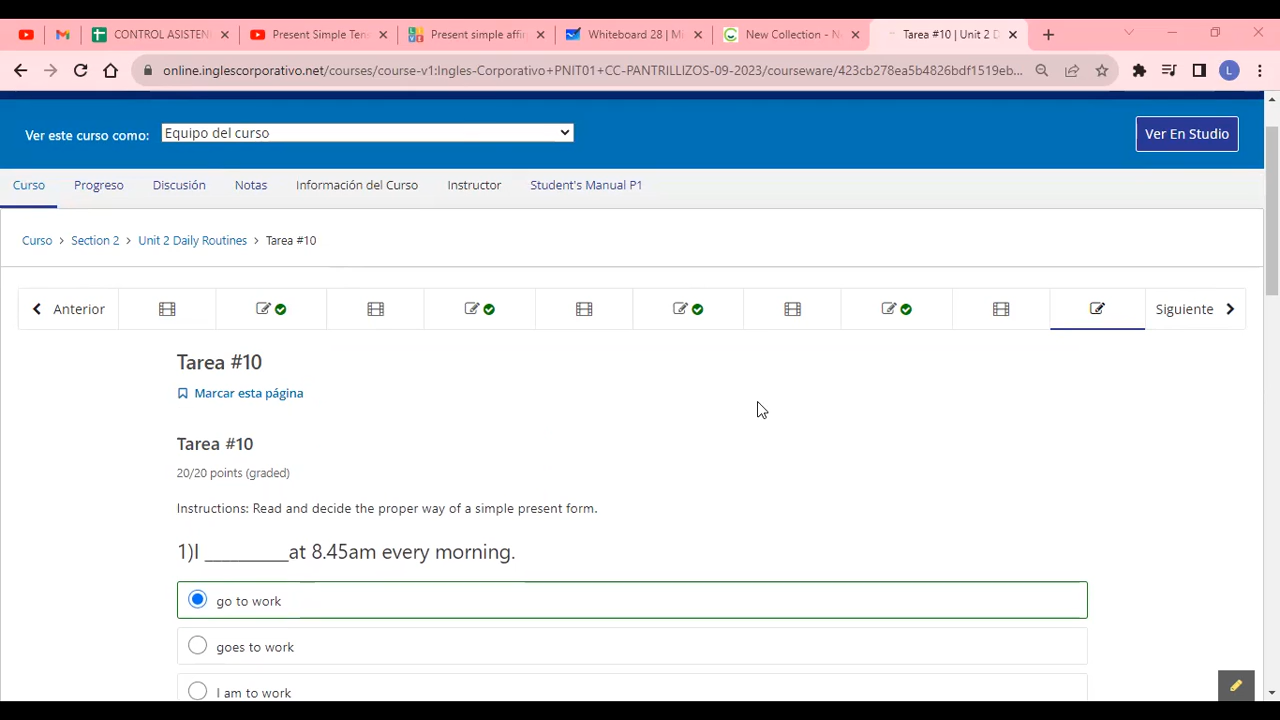 CONTROL ASISTEN
Present Simple Ten
Present simple affi
Whiteboard 28 | Mi
New Collection - N
Tarea #10 | Unit 2 D
online.inglescorporativo.net/courses/course-v1:Ingles-Corporativo+PNIT01+CC-PANTRILLIZOS-09-2023/courseware/423cb278ea5b4826bdf1519eb...
L
Ver este curso como:
Equipo del curso
Ver En Studio
Curso
Progreso
Discusión
Notas
Información del Curso
Instructor
Student's Manual P1
Curso > Section 2 > Unit 2 Daily Routines > Tarea #10
Anterior
Siguiente
Tarea #10
Marcar esta página
Tarea #10
20/20 points (graded)
Instructions: Read and decide the proper way of a simple present form.
1)I __________at 8.45am every morning.
go to work
goes to work
I am to work